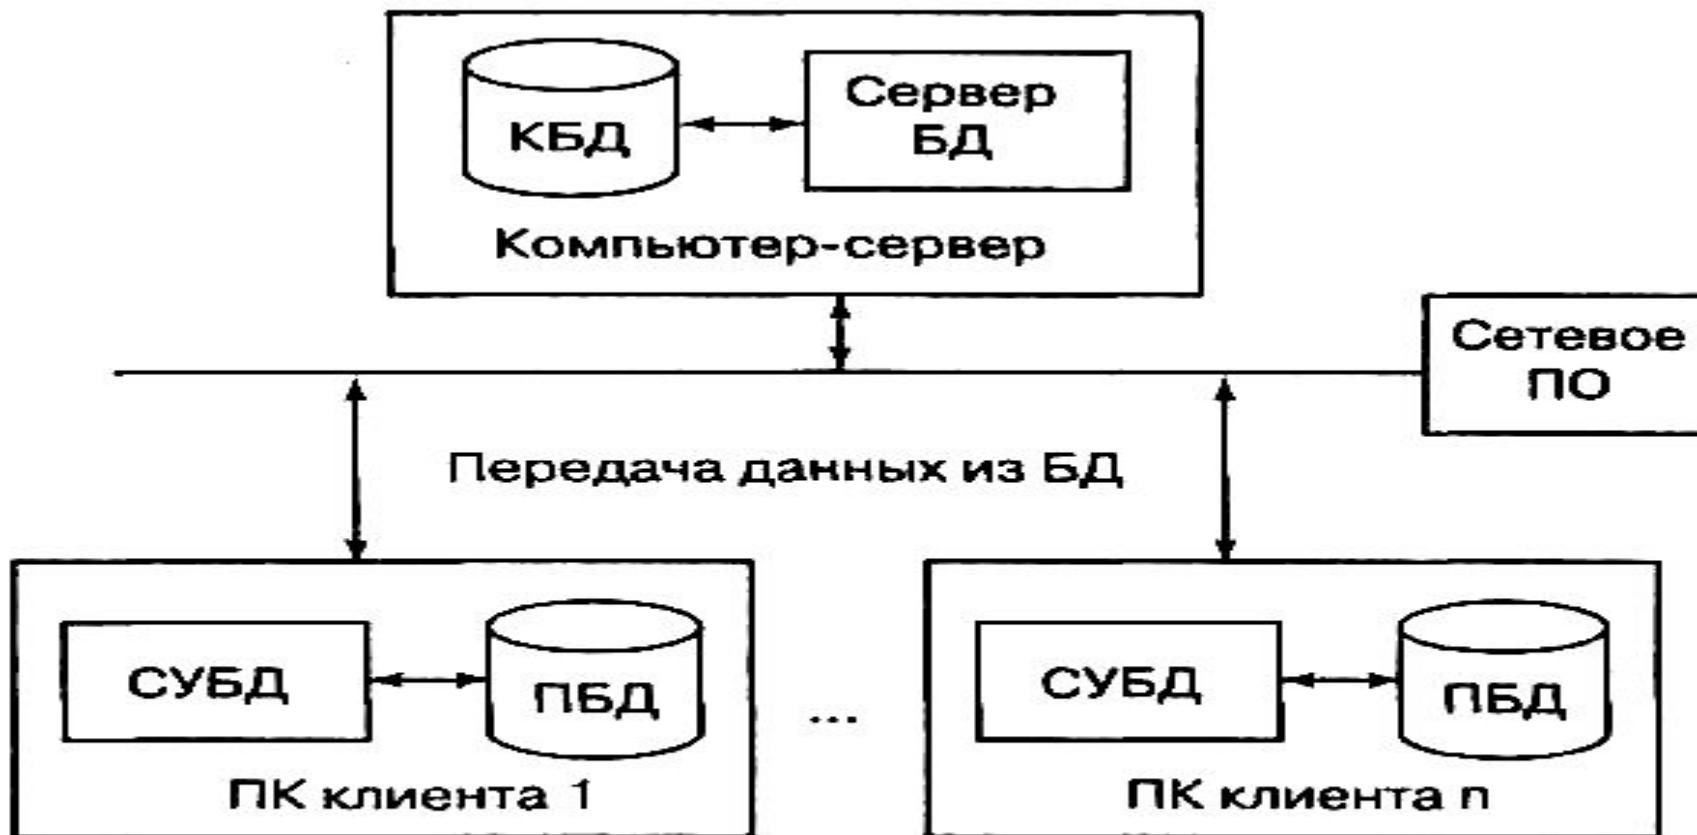 КБД
Сервер
БД
Компьютер-сервер
Сетевое
ПО
Передача данных из БД
СУБД
ПБД
ПК клиента 1
...
СУБД
ПБД
ПК клиента n